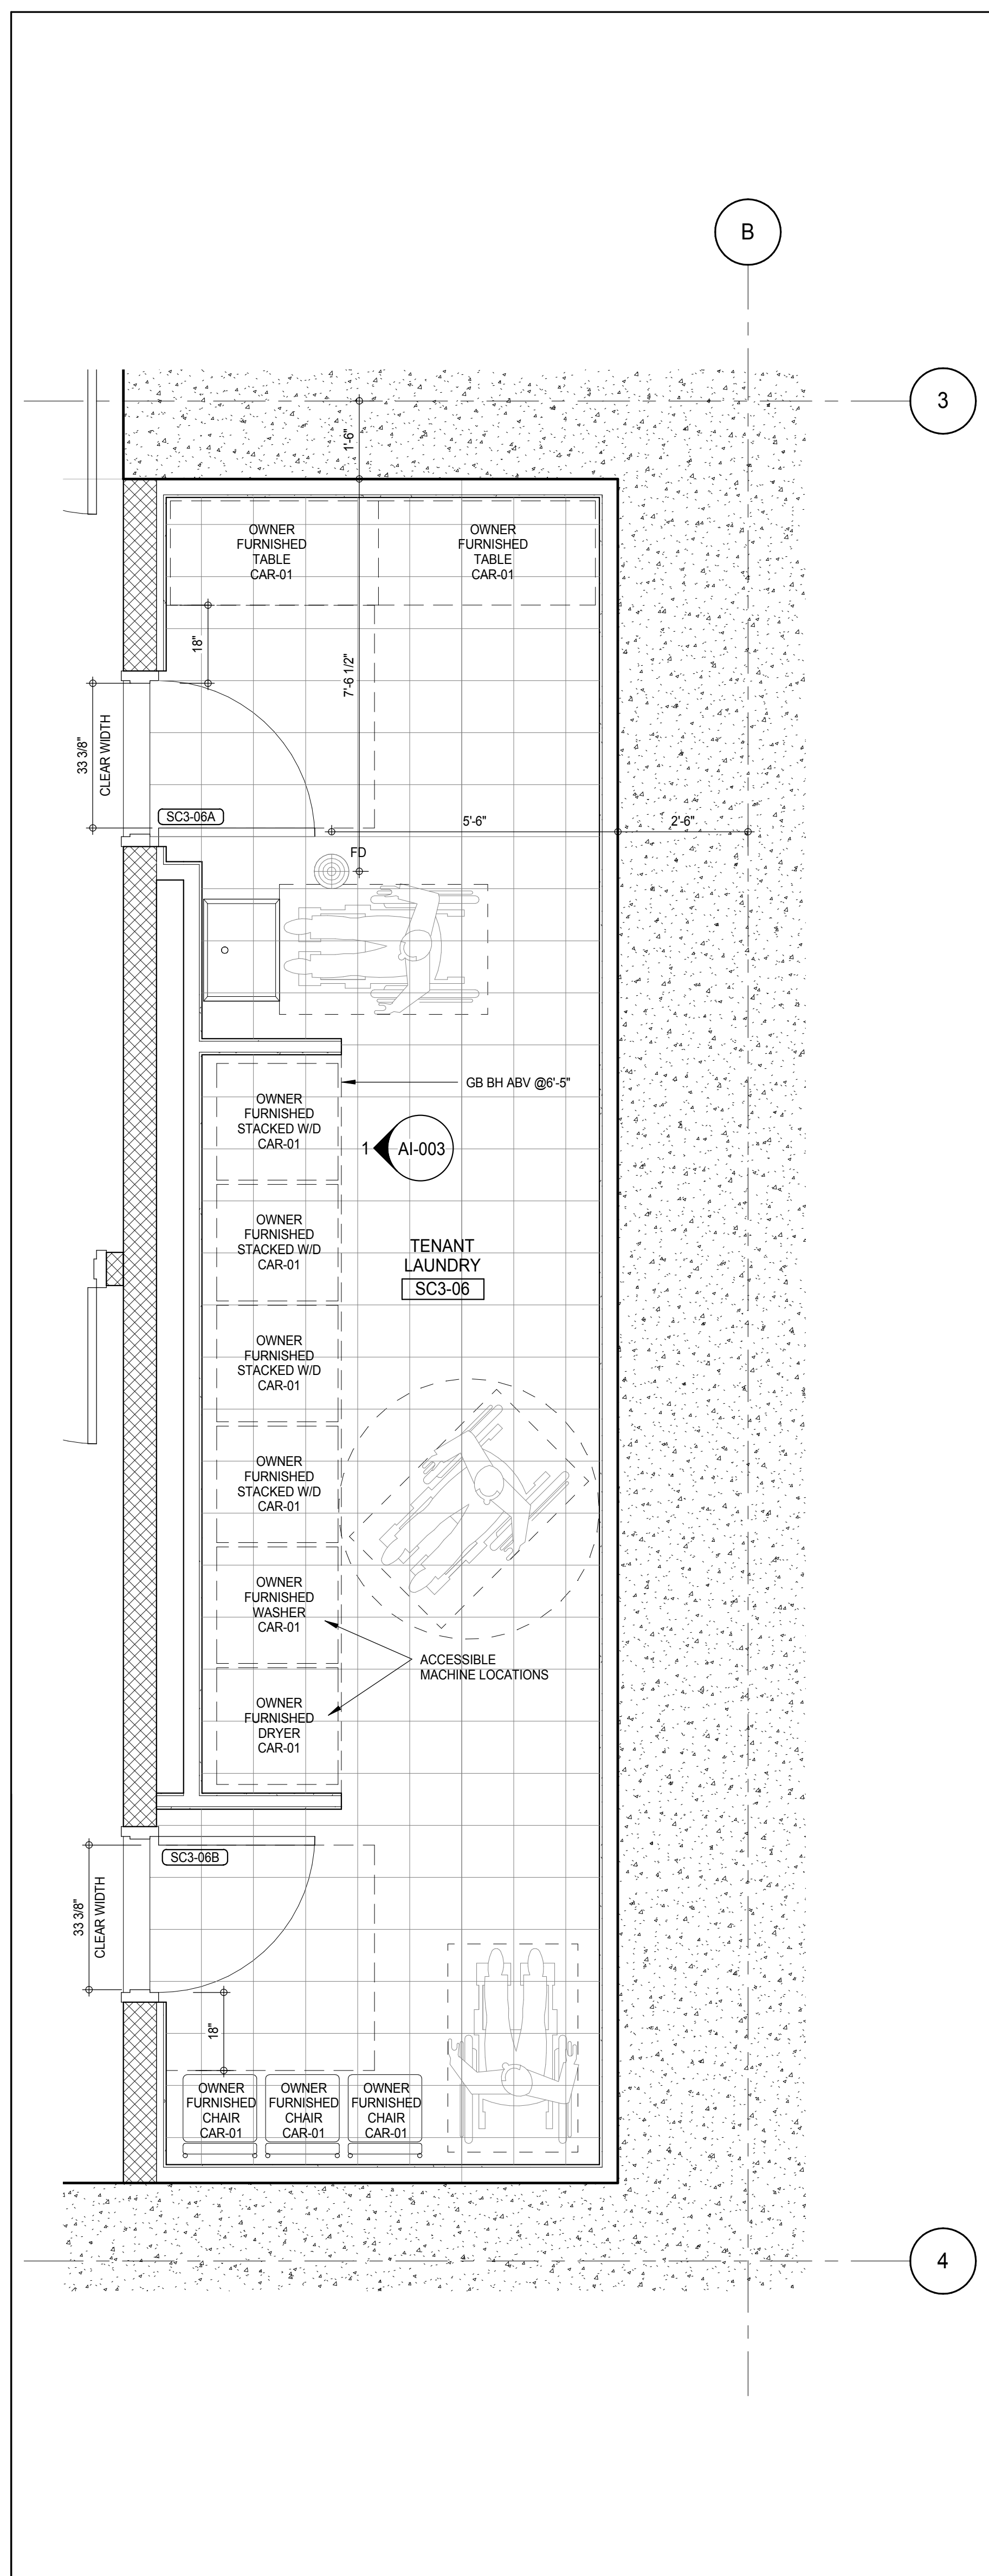 B
3
1'-6"
OWNER
FURNISHED
TABLE
CAR-01
OWNER
FURNISHED
TABLE
CAR-01
18"
7'-6 1/2"
33 3/8"
CLEAR WIDTH
SC3-06A
5'-6"
2'-6"
FD
GB BH ABV @6'-5"
OWNER
FURNISHED
STACKED W/D
CAR-01
1
AI-003
OWNER
FURNISHED
STACKED W/D
CAR-01
TENANT
LAUNDRY
SC3-06
OWNER
FURNISHED
STACKED W/D
CAR-01
OWNER
FURNISHED
STACKED W/D
CAR-01
OWNER
FURNISHED
WASHER
CAR-01
ACCESSIBLE
MACHINE LOCATIONS
OWNER
FURNISHED
DRYER
CAR-01
SC3-06B
33 3/8"
CLEAR WIDTH
18"
OWNER
FURNISHED
CHAIR
CAR-01
OWNER
FURNISHED
CHAIR
CAR-01
OWNER
FURNISHED
CHAIR
CAR-01
4